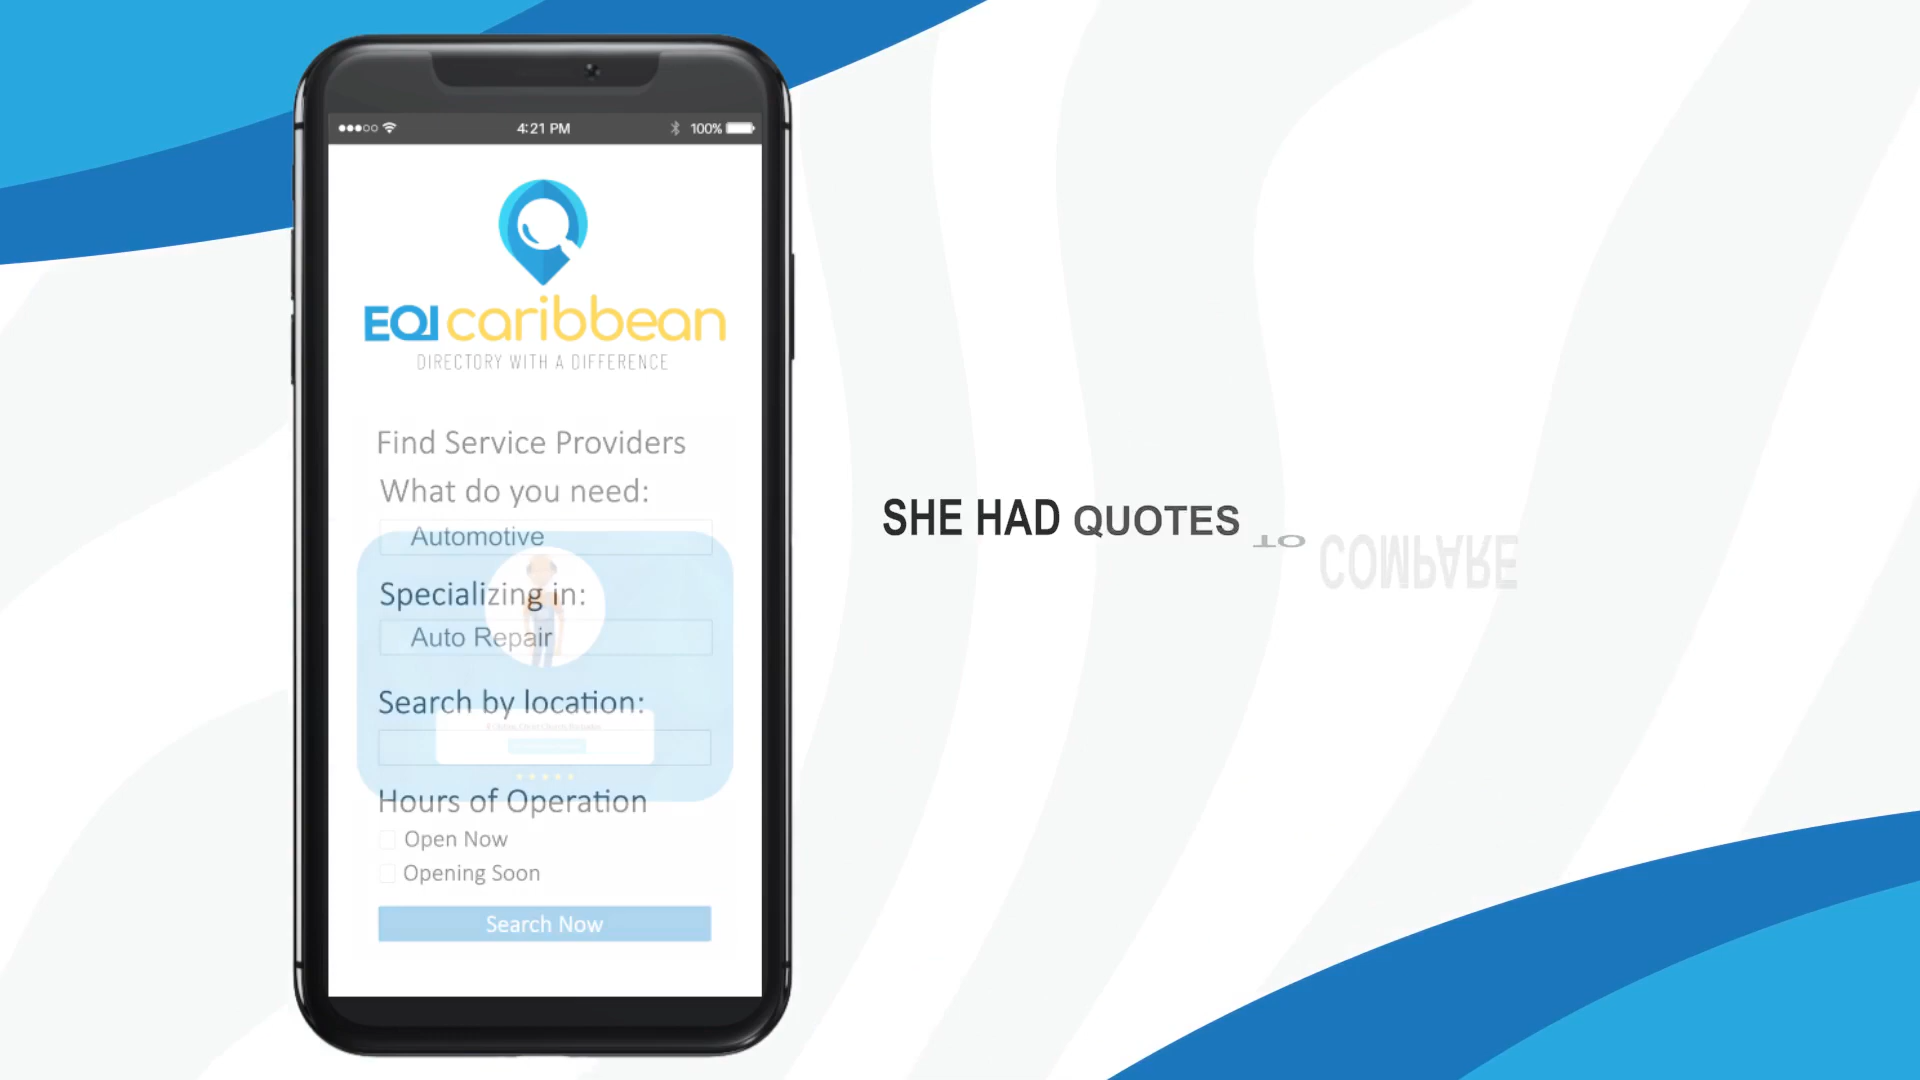 4:21 PM
100%
EQI caribbean
DIRECTORY WITH A DIFFERENCE
Find Service Providers
What do you need:
Automotive
Specializing in:
Auto Repair
Search by location:
Hours of Operation
Open Now
Opening Soon
Search Now
SHE HAD QUOTES TO COMPARE